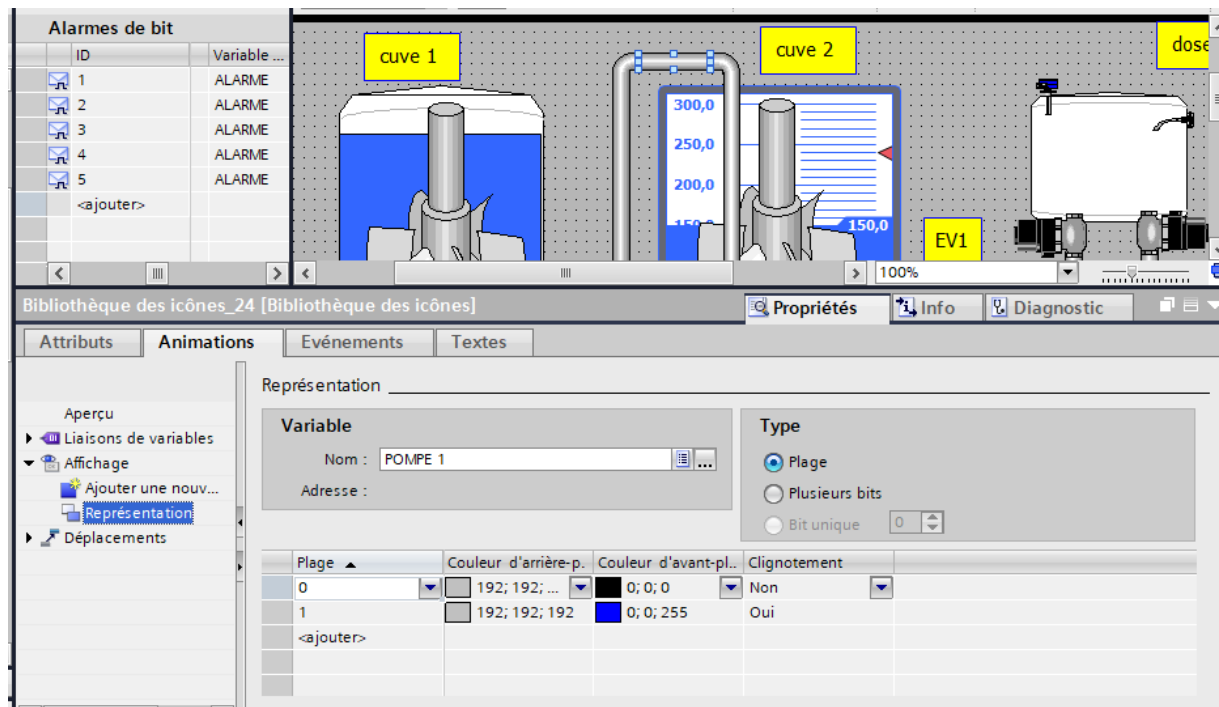 Alarmes de bit
ID Variable ...
1 ALARME
2 ALARME
3 ALARME
4 ALARME
5 ALARME
<ajouter>
cuve 1
cuve 2
dose
300,0
250,0
200,0
150,0
150,0
EV1
100%
Bibliothèque des icônes_24 [Bibliothèque des icônes]
Propriétés Info Diagnostic
Attributs Animations Evénements Textes
Aperçu
Liaisons de variables
Affichage
Ajouter une nouv...
Représentation
Déplacements
Représentation
Variable
Nom : POMPE 1
Adresse :
Type
Plage
Plusieurs bits
Bit unique 0
Plage Couleur d'arrière-p. Couleur d'avant-pl.. Clignotement
0 192; 192; ... 0; 0; 0 Non
1 192; 192; 192 0; 0; 255 Oui
<ajouter>